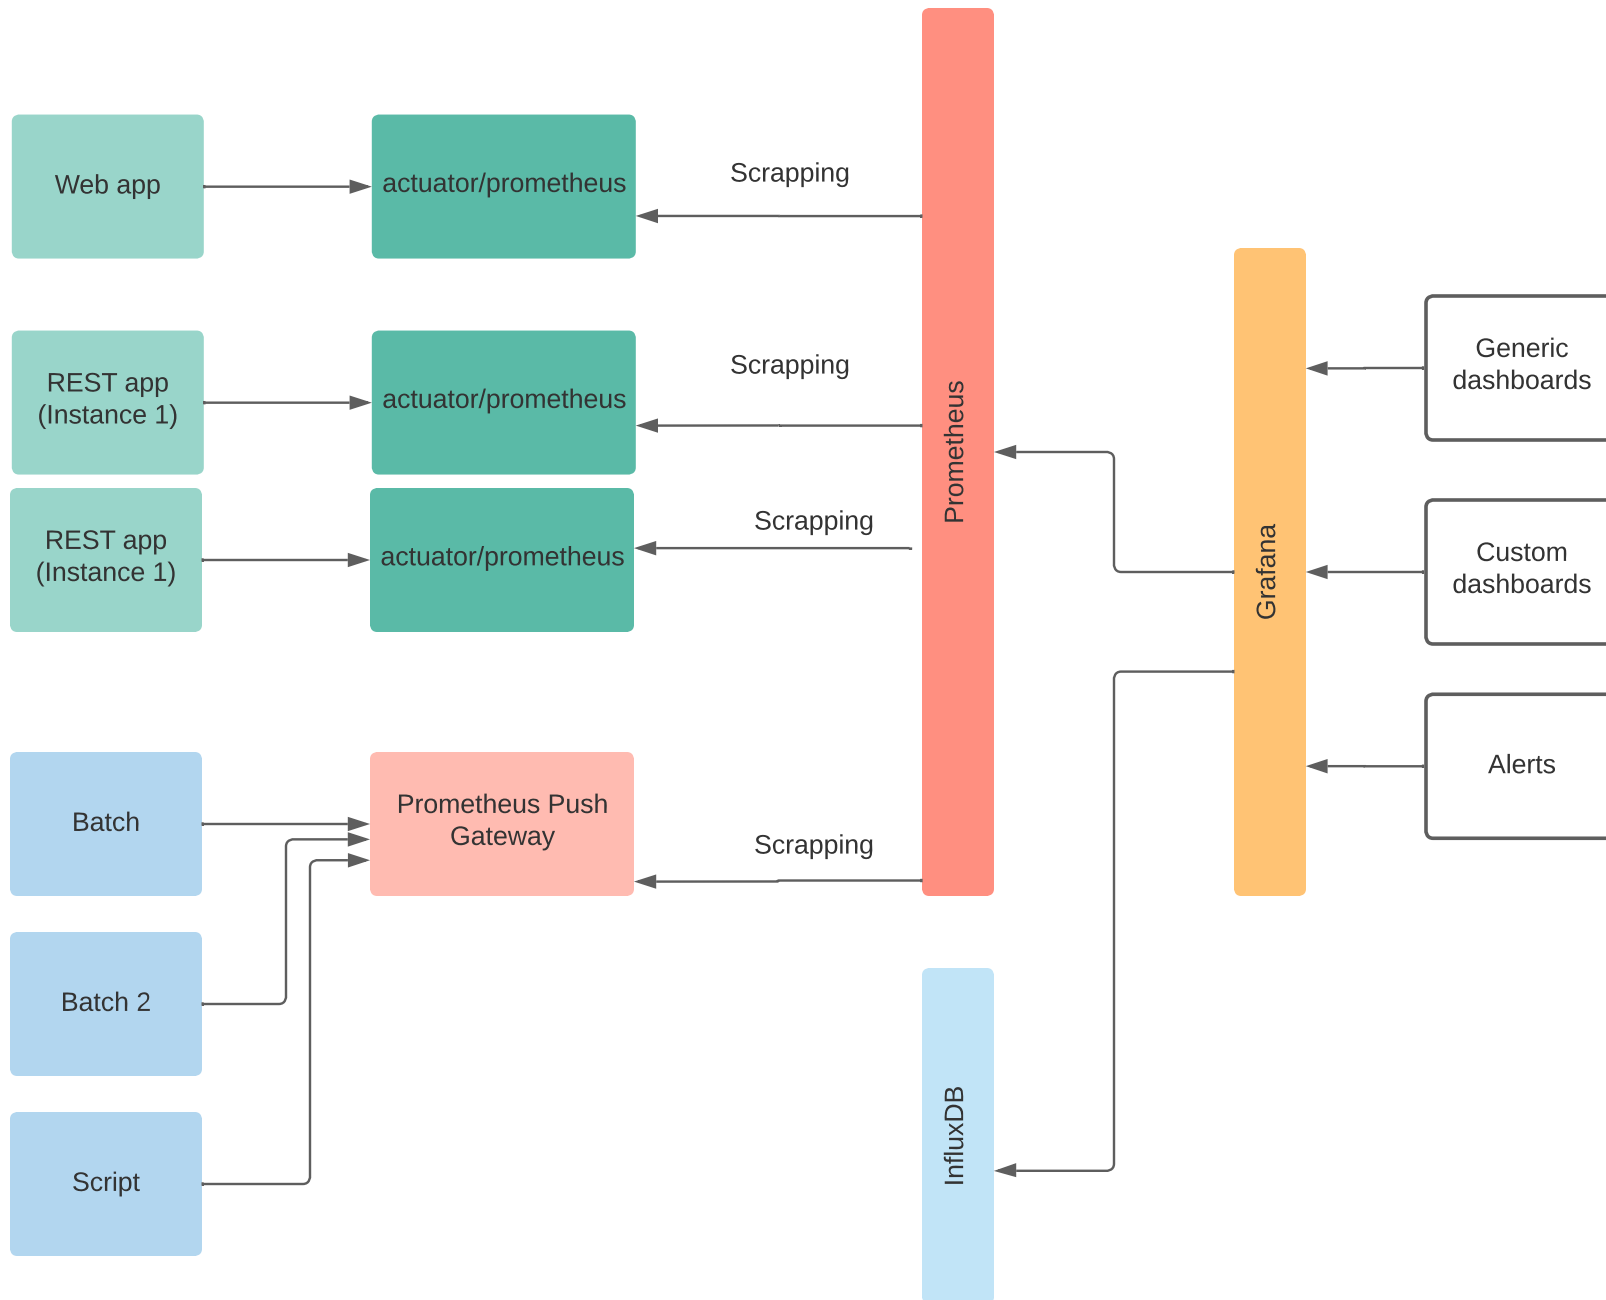 Web app
actuator/prometheus
Scrapping
REST app
(Instance 1)
actuator/prometheus
Scrapping
REST app
(Instance 1)
actuator/prometheus
Scrapping
Batch
Prometheus Push
Gateway
Scrapping
Batch 2
Script
Prometheus
InfluxDB
Grafana
Generic
dashboards
Custom
dashboards
Alerts